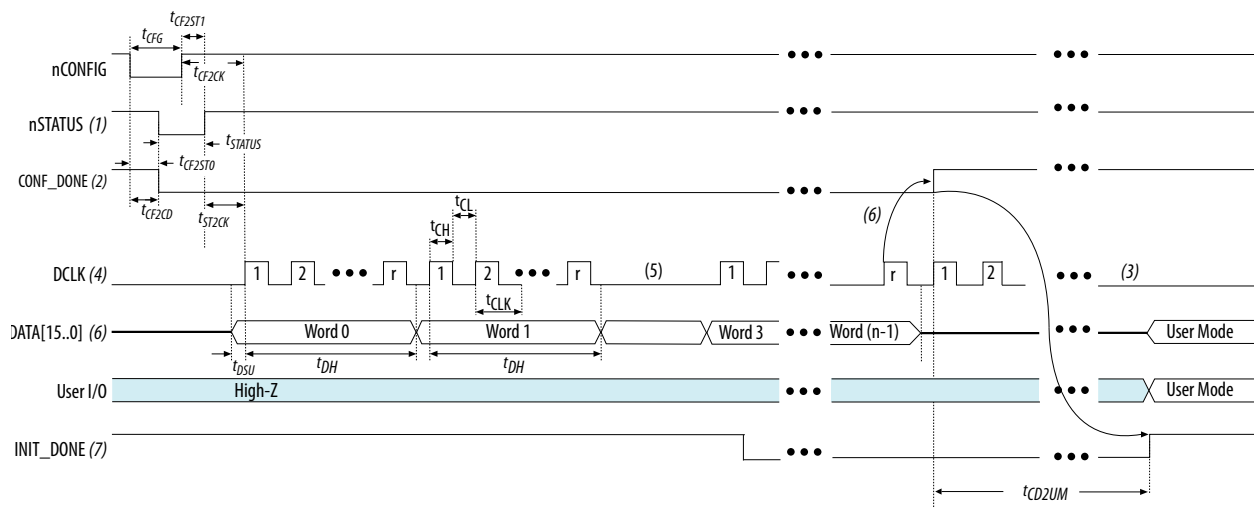 tCF2ST1
tCFG
nCONFIG
tCF2CK
nSTATUS (1)
tSTATUS
tCF2ST0
CONF_DONE (2)
tCF2CD
tST2CK
tCL
tCH
(6)
DCLK (4)
1 2 r 1 2 r (5) 1 r 1 2 (3)
tCLK
DATA[15..0] (6) Word 0 Word 1 Word 3 Word (n-1) User Mode
tDSU tDH tDH
User I/O High-Z User Mode
INIT_DONE (7)
tCD2UM